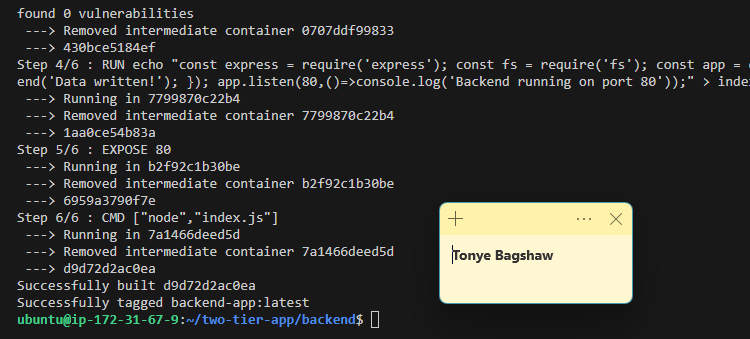 found 0 vulnerabilities
---> Removed intermediate container 0707ddf99833
---> 430bce5184ef
Step 4/6 : RUN echo "const express = require('express'); const fs = require('fs'); const app =
end('Data written!'); }); app.listen(80,()=>console.log('Backend running on port 80'));" > index
---> Running in 7799870c22b4
---> Removed intermediate container 7799870c22b4
---> 1aa0ce54b83a
Step 5/6 : EXPOSE 80
---> Running in b2f92c1b30be
---> Removed intermediate container b2f92c1b30be
---> 6959a3790f7e
Step 6/6 : CMD ["node","index.js"]
---> Running in 7a1466deed5d
---> Removed intermediate container 7a1466deed5d
---> d9d72d2ac0ea
Successfully built d9d72d2ac0ea
Successfully tagged backend-app:latest
ubuntu@ip-172-31-67-9:~/two-tier-app/backend$
Tonye Bagshaw